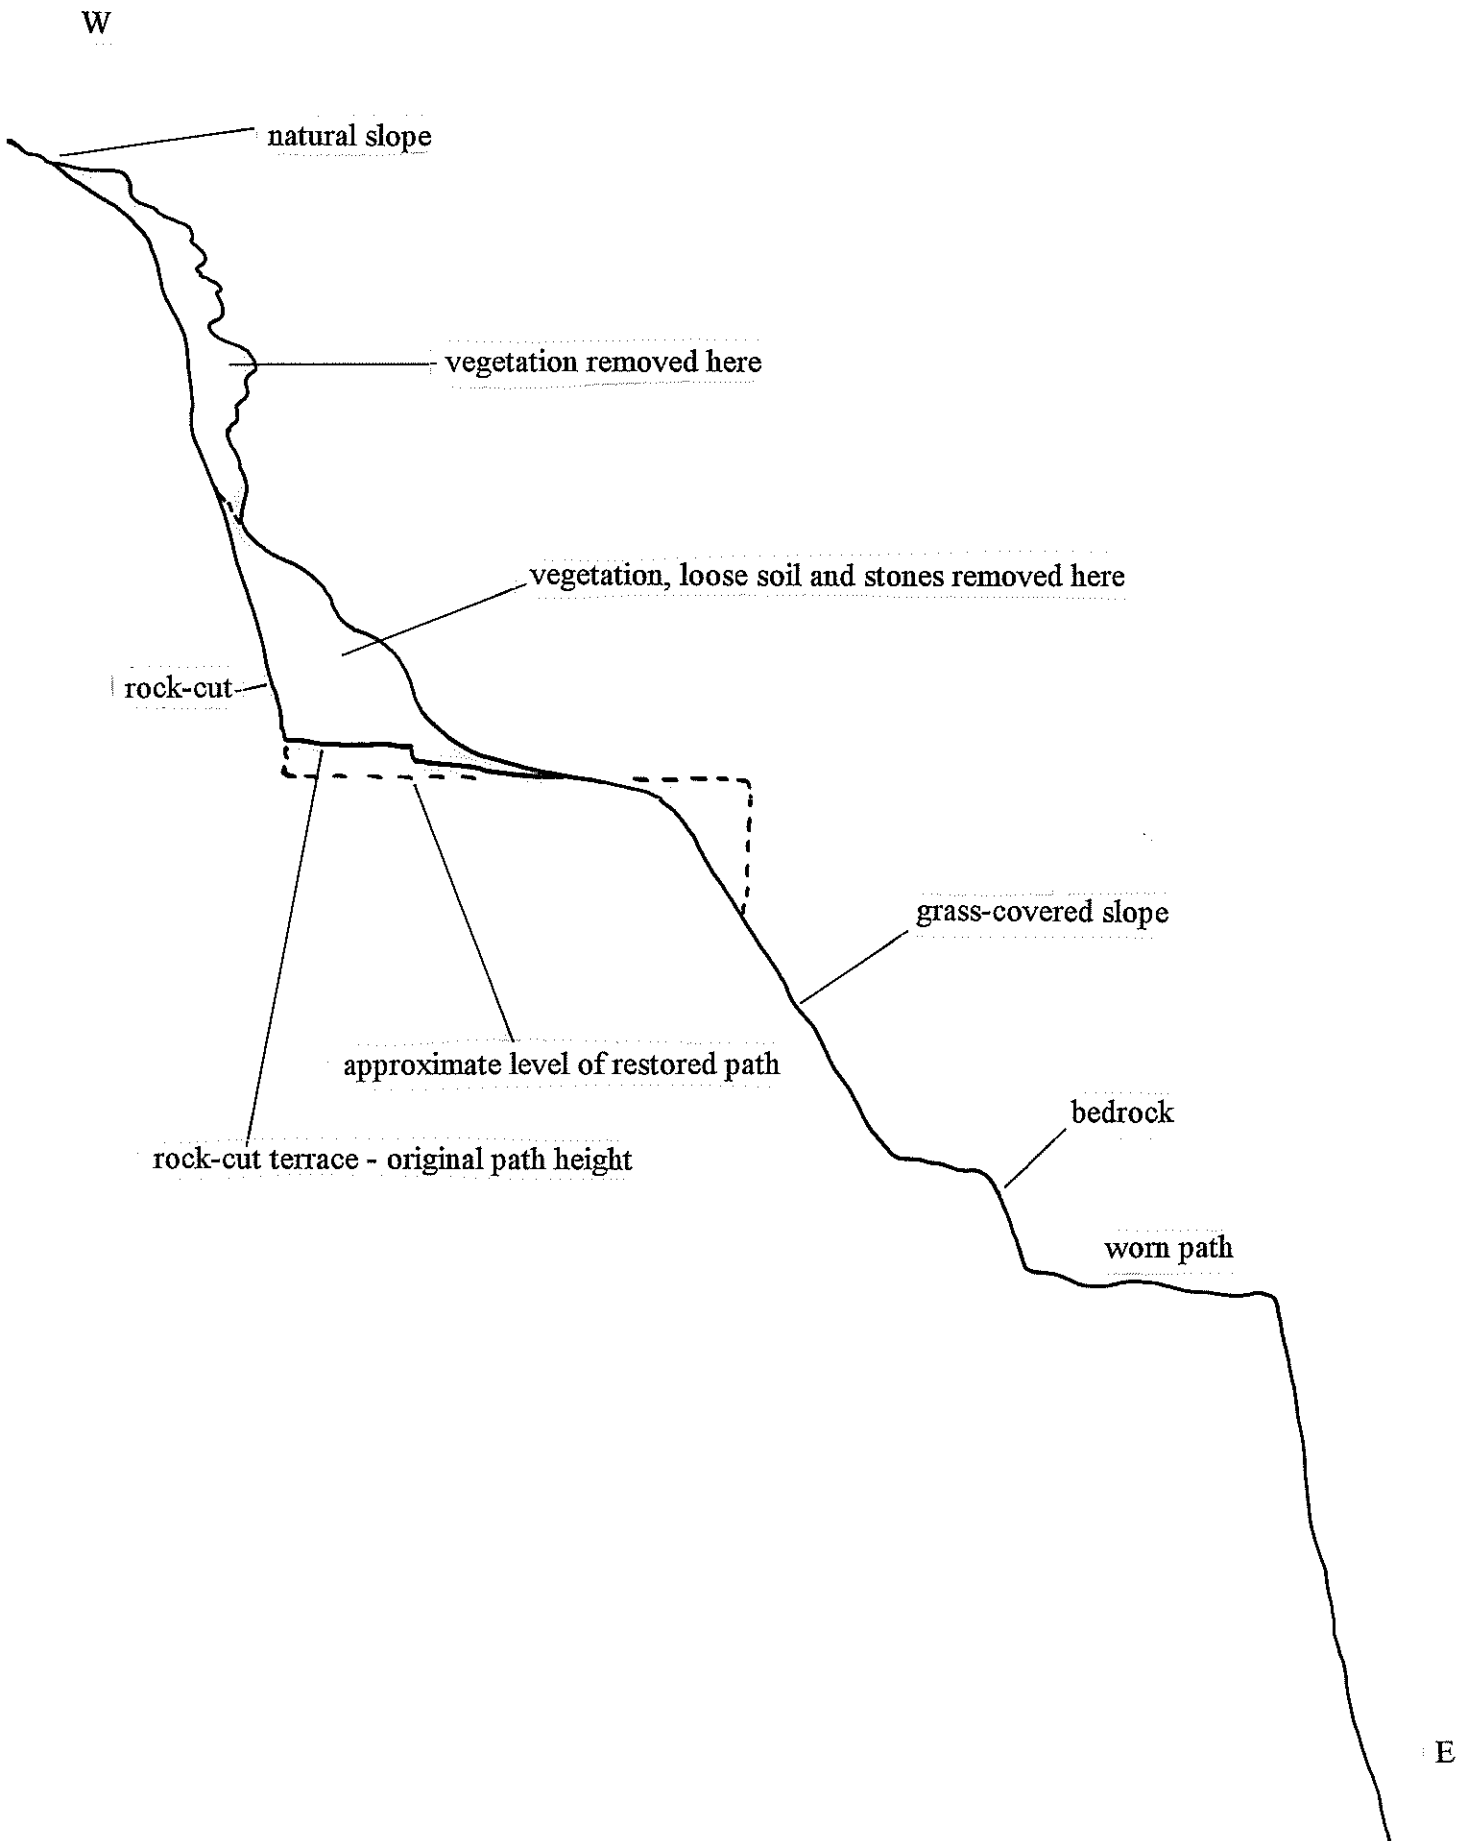 W
natural slope
vegetation removed here
vegetation, loose soil and stones removed here
rock-cut
grass-covered slope
approximate level of restored path
bedrock
rock-cut terrace - original path height
worn path
E